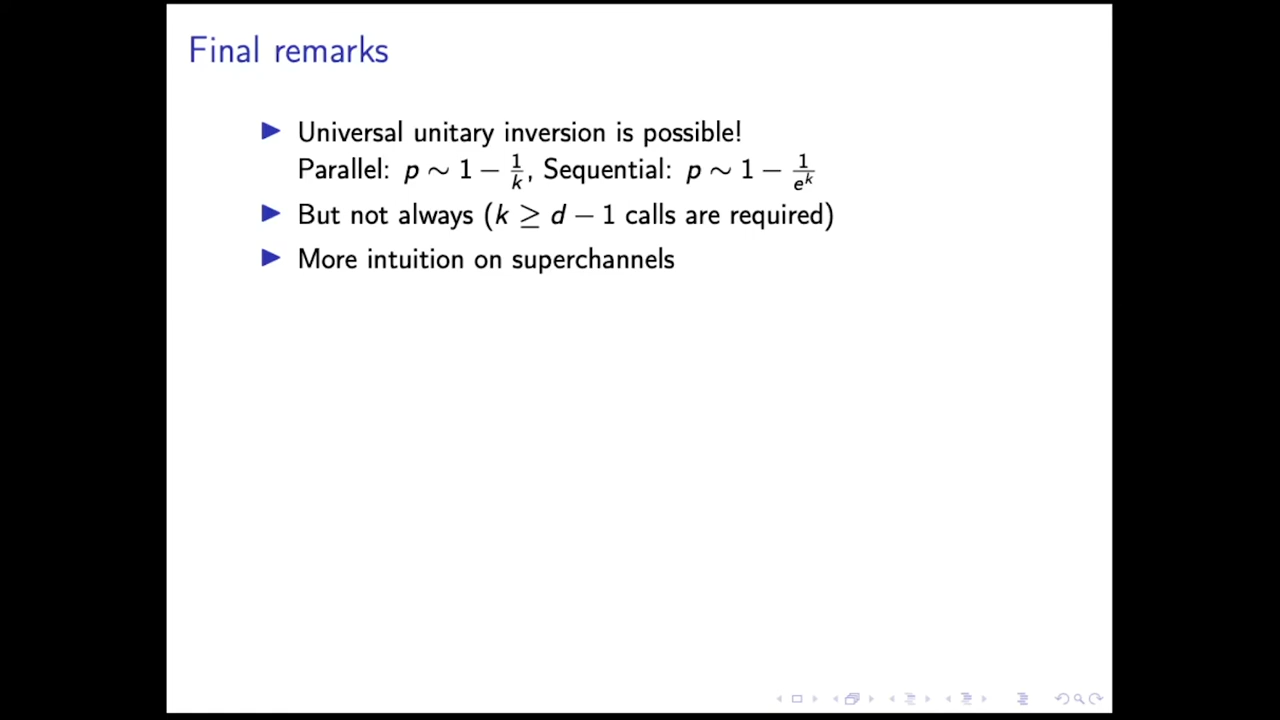 Final remarks
▶ Universal unitary inversion is possible!
Parallel: p ∼ 1 − 1/k, Sequential: p ∼ 1 − 1/e^k
▶ But not always (k ≥ d − 1 calls are required)
▶ More intuition on superchannels